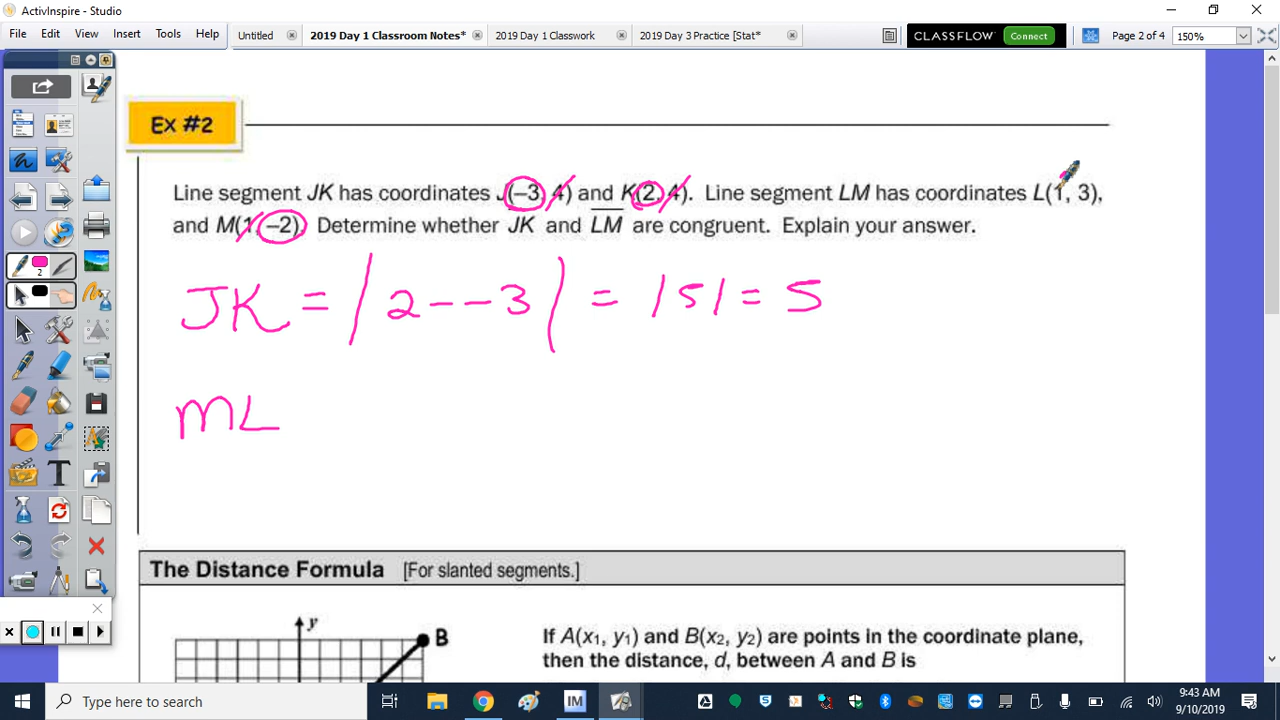 ActivInspire - Studio
File Edit View Insert Tools Help
Untitled
2019 Day 1 Classroom Notes*
2019 Day 1 Classwork
2019 Day 3 Practice [Stat*
CLASSFLOW Connect
Page 2 of 4
150%
2
Ex #2
Line segment JK has coordinates J(–3, 4) and K(2, 4). Line segment LM has coordinates L(1, 3),
and M(1, –2). Determine whether JK and LM are congruent. Explain your answer.
JK = |2--3| = |5| = 5
ML
The Distance Formula [For slanted segments.]
y
B
If A(x1, y1) and B(x2, y2) are points in the coordinate plane,
then the distance, d, between A and B is
Type here to search
IM
9:43 AM
9/10/2019